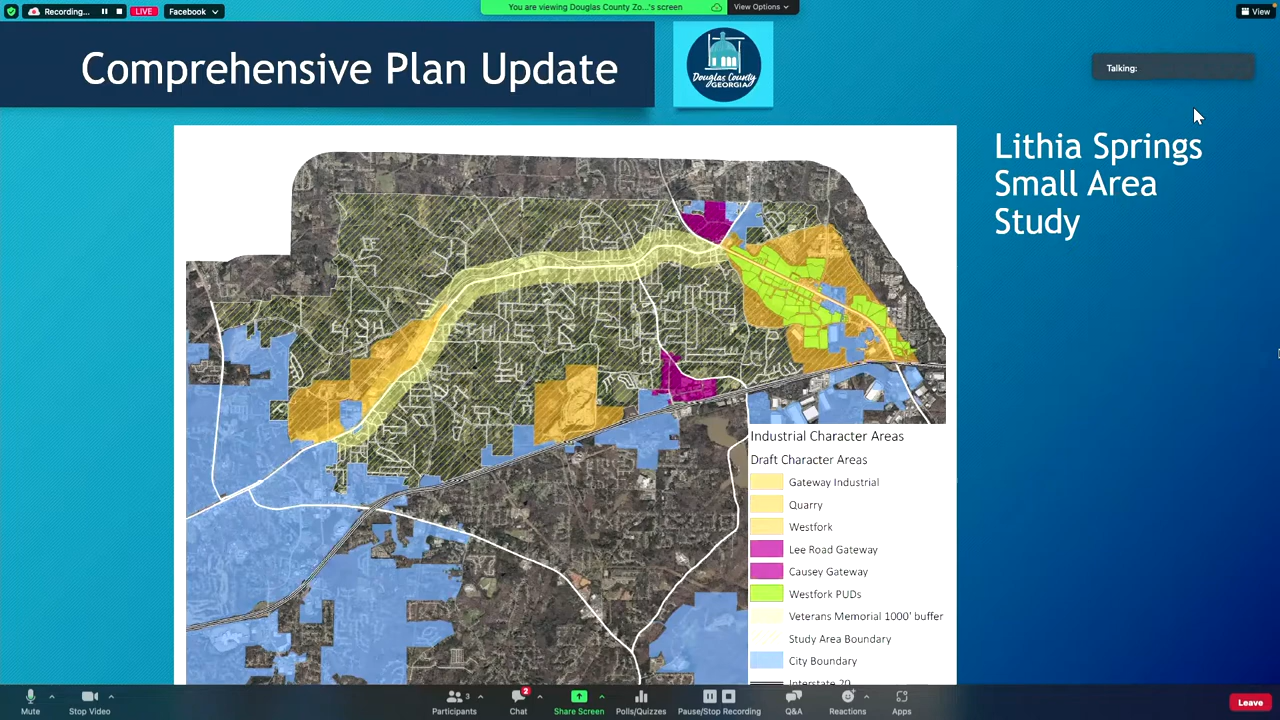 Recording...
LIVE
Facebook
You are viewing Douglas County Zo...'s screen
View Options
View
Comprehensive Plan Update
Douglas County
GEORGIA
Talking:
Lithia Springs
Small Area
Study
Industrial Character Areas
Draft Character Areas
Gateway Industrial
Quarry
Westfork
Lee Road Gateway
Causey Gateway
Westfork PUDs
Veterans Memorial 1000' buffer
Study Area Boundary
City Boundary
Interstate 20
Mute
Stop Video
3
Participants
2
Chat
Share Screen
Polls/Quizzes
Pause/Stop Recording
Q&A
Reactions
Apps
Leave